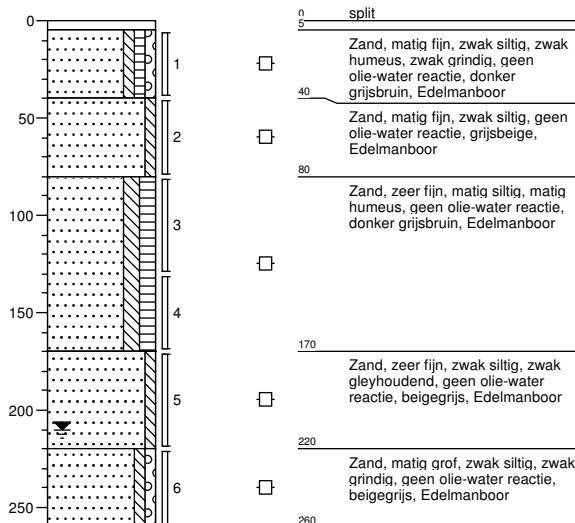 0
50
100
150
200
250
1
2
3
4
5
6
0
split
5
Zand, matig fijn, zwak siltig, zwak
humeus, zwak grindig, geen
olie-water reactie, donker
grijsbruin, Edelmanboor
40
Zand, matig fijn, zwak siltig, geen
olie-water reactie, grijsbeige,
Edelmanboor
80
Zand, zeer fijn, matig siltig, matig
humeus, geen olie-water reactie,
donker grijsbruin, Edelmanboor
170
Zand, zeer fijn, zwak siltig, zwak
gleyhoudend, geen olie-water
reactie, beigegrijs, Edelmanboor
220
Zand, matig grof, zwak siltig, zwak
grindig, geen olie-water reactie,
beigegrijs, Edelmanboor
260